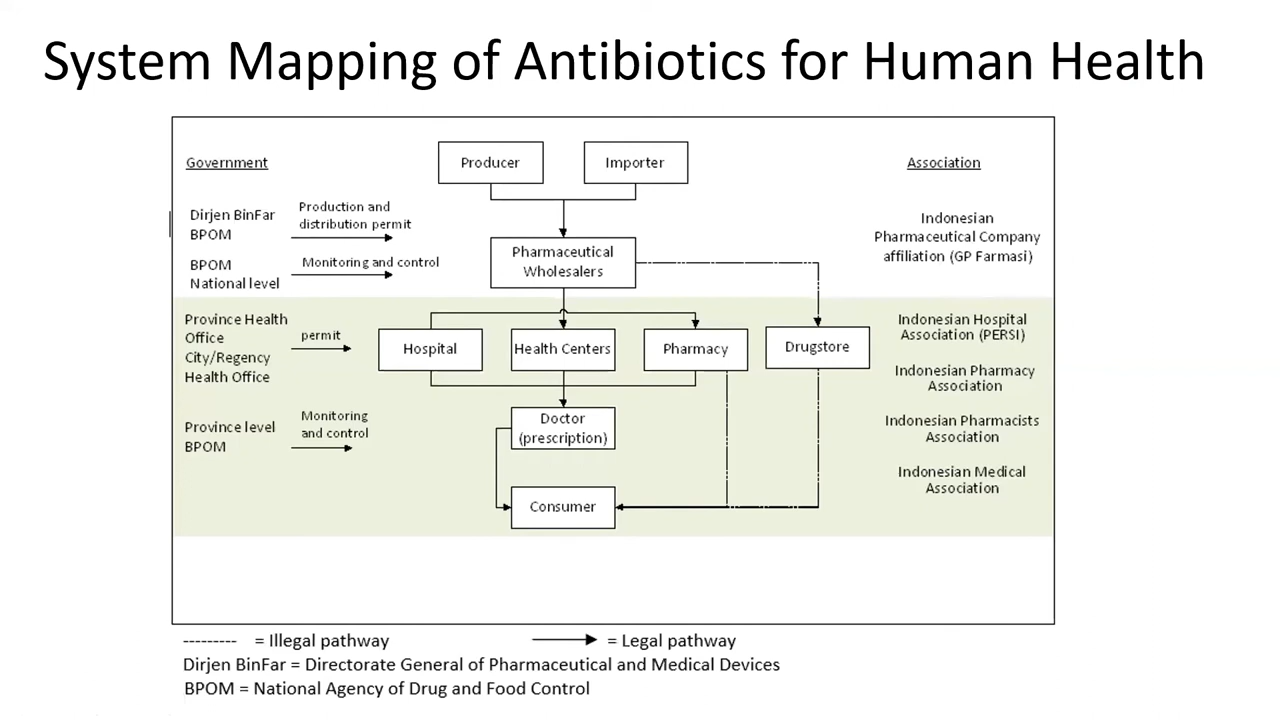 System Mapping of Antibiotics for Human Health
Government
Producer
Importer
Association
Dirjen BinFar
BPOM
Production and
distribution permit
BPOM
National level
Monitoring and control
Pharmaceutical
Wholesalers
Indonesian
Pharmaceutical Company
affiliation (GP Farmasi)
Province Health
Office
City/Regency
Health Office
permit
Hospital
Health Centers
Pharmacy
Drugstore
Indonesian Hospital
Association (PERSI)
Indonesian Pharmacy
Association
Province level
BPOM
Monitoring
and control
Doctor
(prescription)
Indonesian Pharmacists
Association
Indonesian Medical
Association
Consumer
--------- = Illegal pathway
= Legal pathway
Dirjen BinFar = Directorate General of Pharmaceutical and Medical Devices
BPOM = National Agency of Drug and Food Control